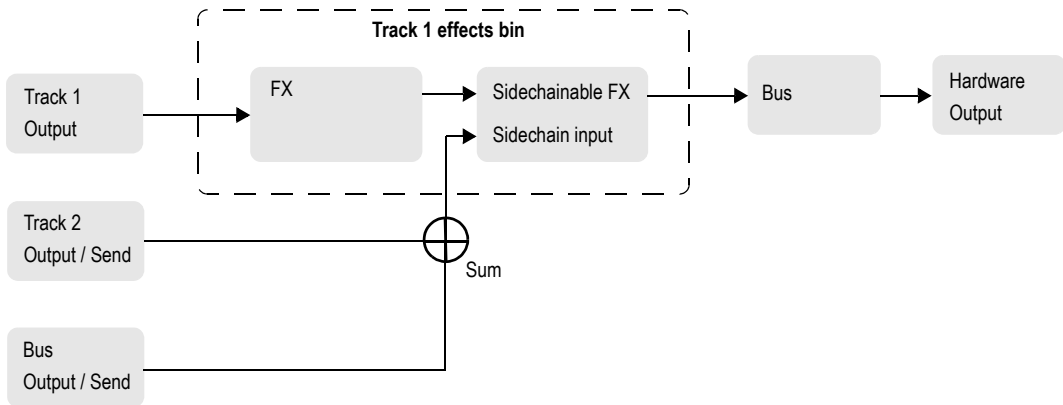 Track 1 effects bin
Track 1
Output
FX
Sidechainable FX
Sidechain input
Bus
Hardware
Output
Track 2
Output / Send
Sum
Bus
Output / Send